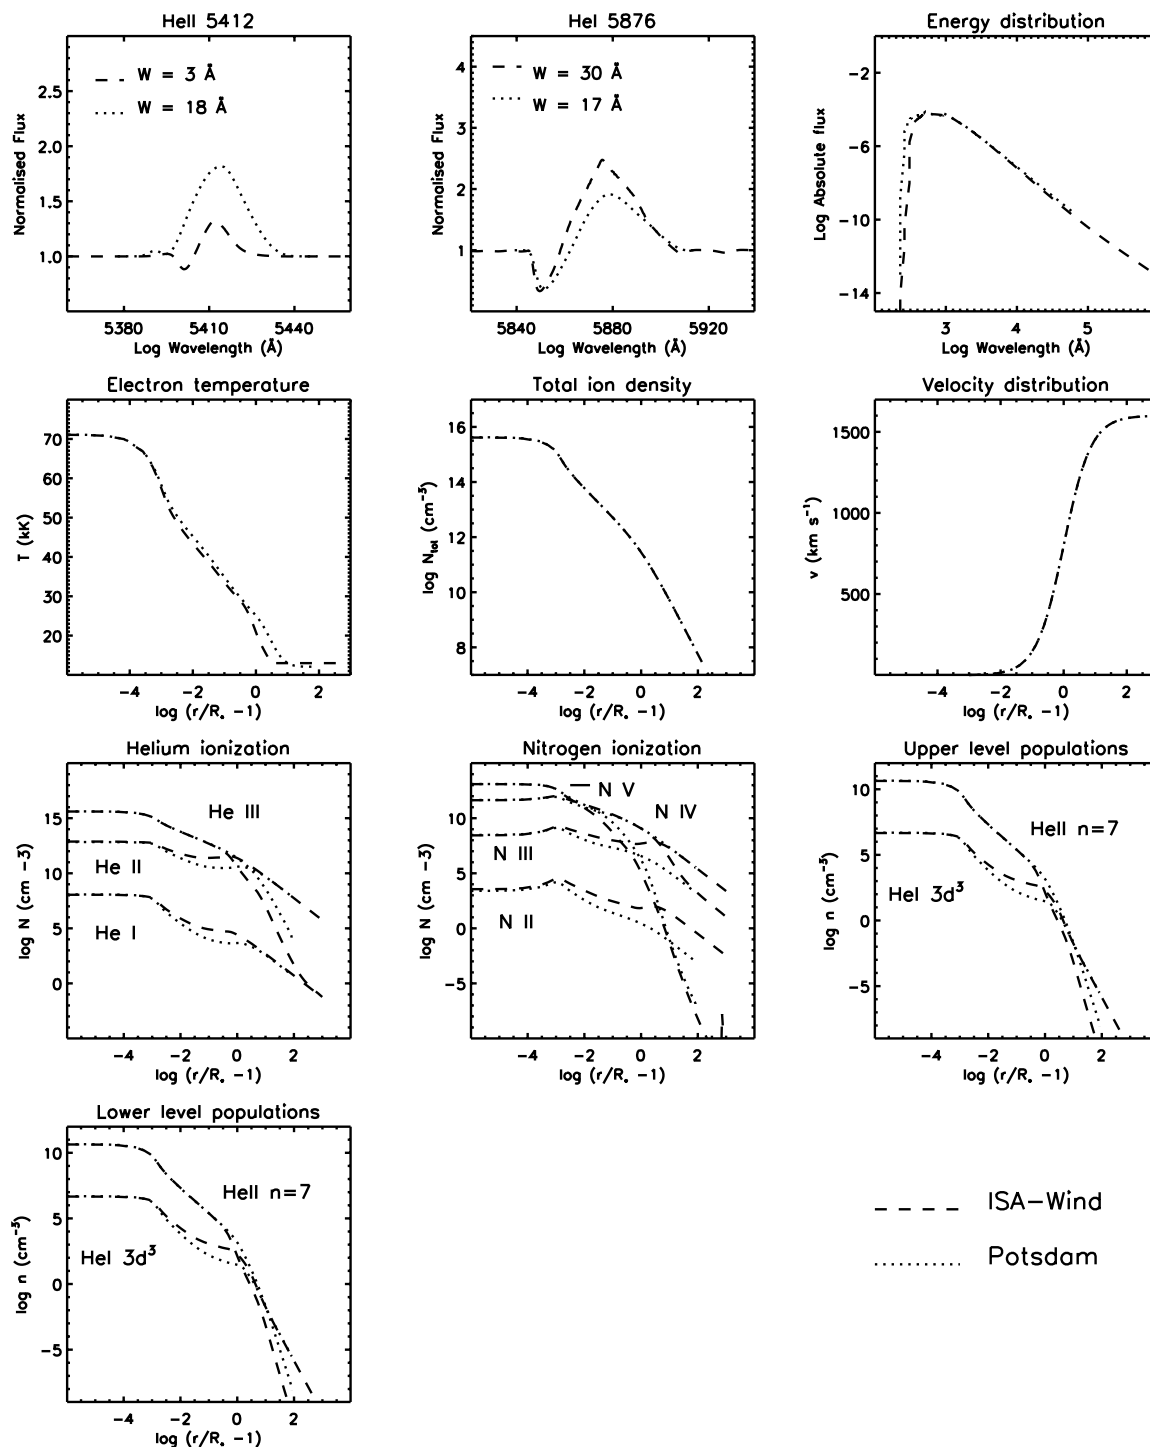 HeII 5412
Normalised Flux
2.5
2.0
1.5
1.0
W = 3 Å
W = 18 Å
5380 5410 5440
Log Wavelength (Å)
HeI 5876
Normalised Flux
4
3
2
1
W = 30 Å
W = 17 Å
5840 5880 5920
Log Wavelength (Å)
Energy distribution
Log Absolute flux
−2
−6
−10
−14
3 4 5
Log Wavelength (Å)
Electron temperature
T (kK)
70
60
50
40
30
20
−4 −2 0 2
log (r/R* −1)
Total ion density
log Ntot (cm−3)
16
14
12
10
8
−4 −2 0 2
log (r/R* −1)
Velocity distribution
v (km s−1)
1500
1000
500
−4 −2 0 2
log (r/R* −1)
Helium ionization
log N (cm −3)
15
10
5
0
He III
He II
He I
−4 −2 0 2
log (r/R* −1)
Nitrogen ionization
log N (cm −3)
10
5
0
−5
N V
N IV
N III
N II
−4 −2 0 2
log (r/R* −1)
Upper level populations
log n (cm−3)
10
5
0
−5
HeII n=7
HeI 3d3
−4 −2 0 2
log (r/R* −1)
Lower level populations
log n (cm−3)
10
5
0
−5
HeII n=7
HeI 3d3
−4 −2 0 2
log (r/R* −1)
ISA−Wind
Potsdam